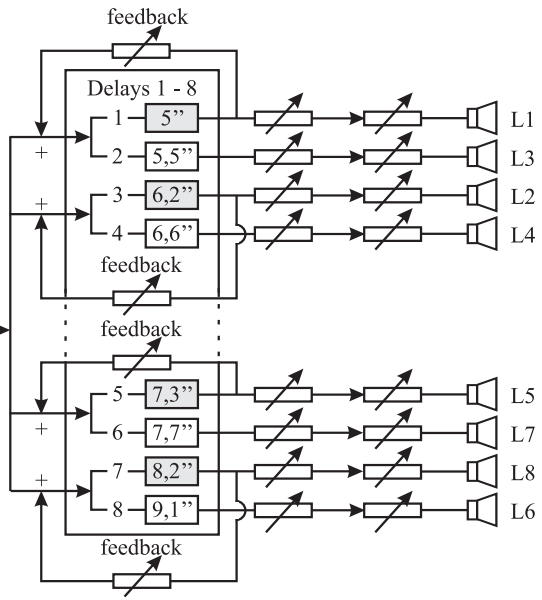 feedback
Delays 1 - 8
1 5’’ L1
+
2 5,5’’ L3
+
3 6,2’’ L2
4 6,6’’ L4
feedback
feedback
5 7,3’’ L5
+
6 7,7’’ L7
+
7 8,2’’ L8
8 9,1’’ L6
feedback